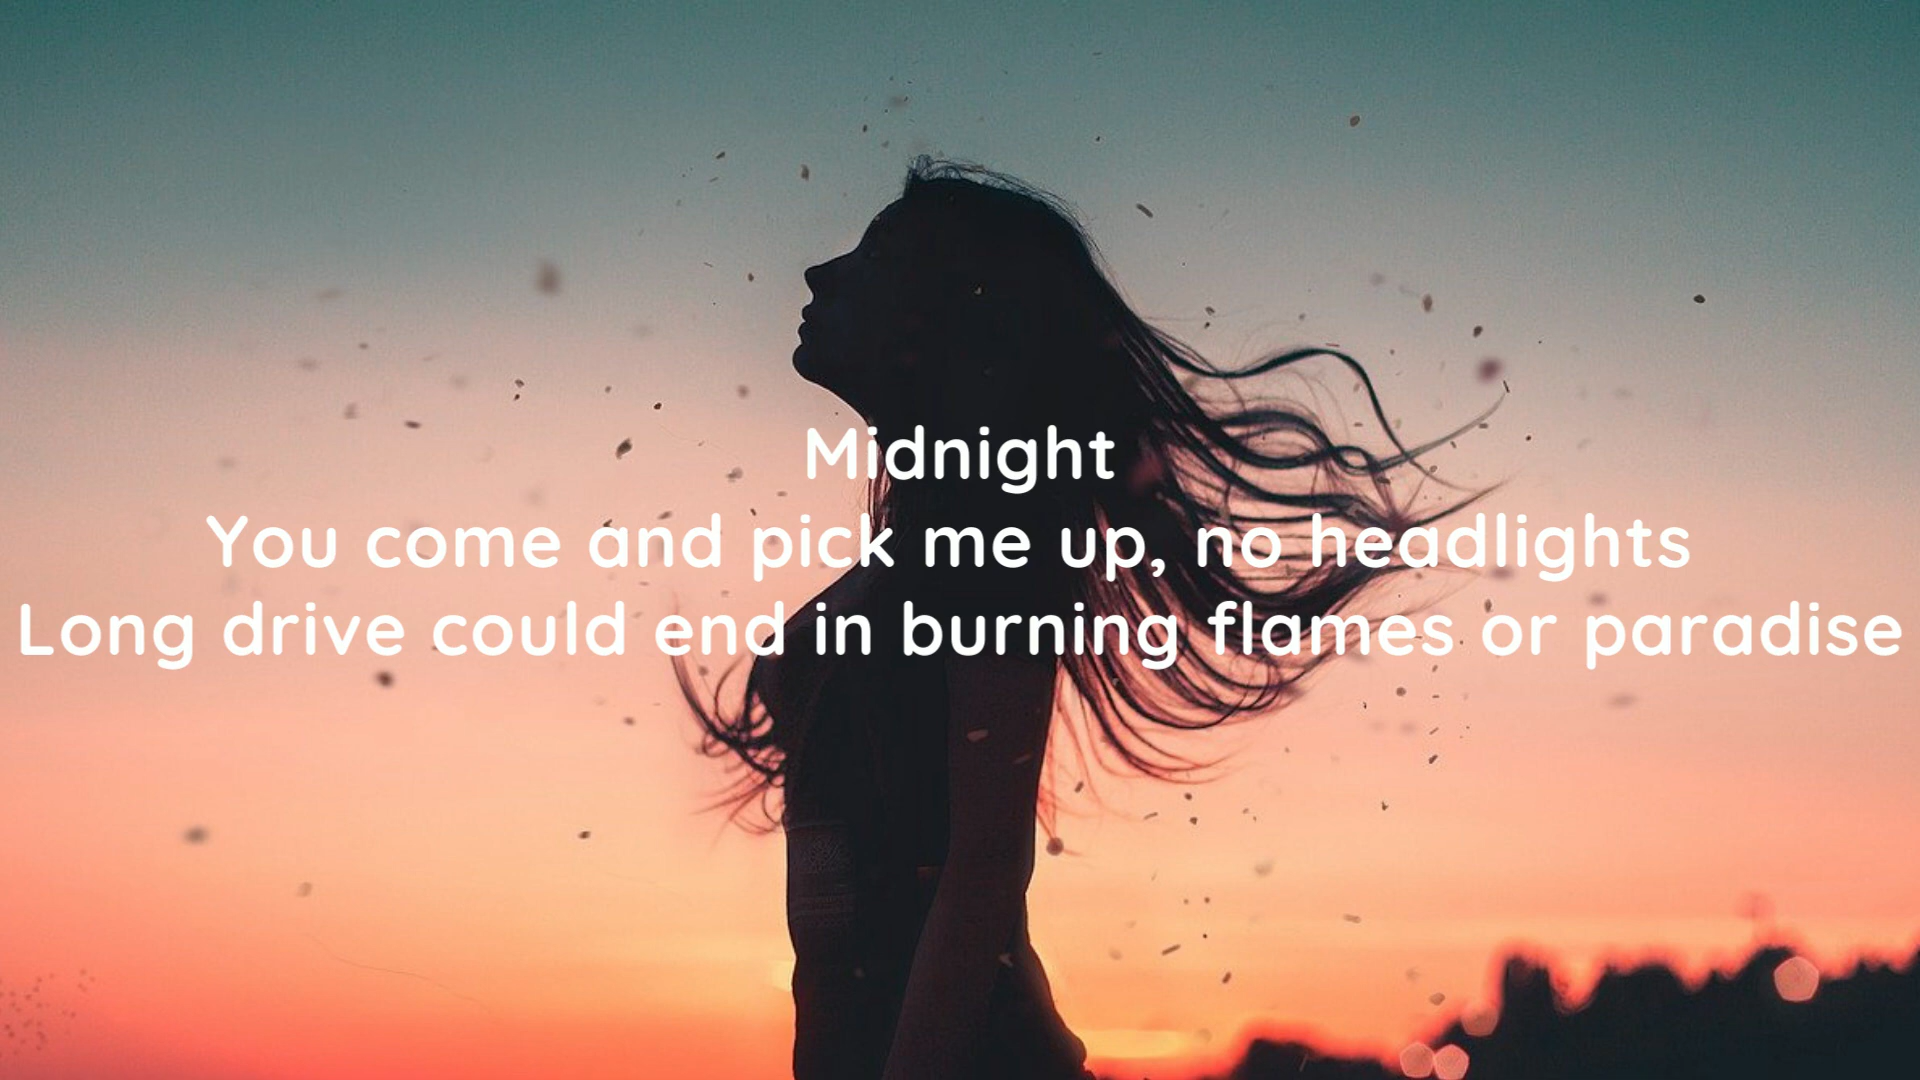 Midnight
You come and pick me up, no headlights
Long drive could end in burning flames or paradise